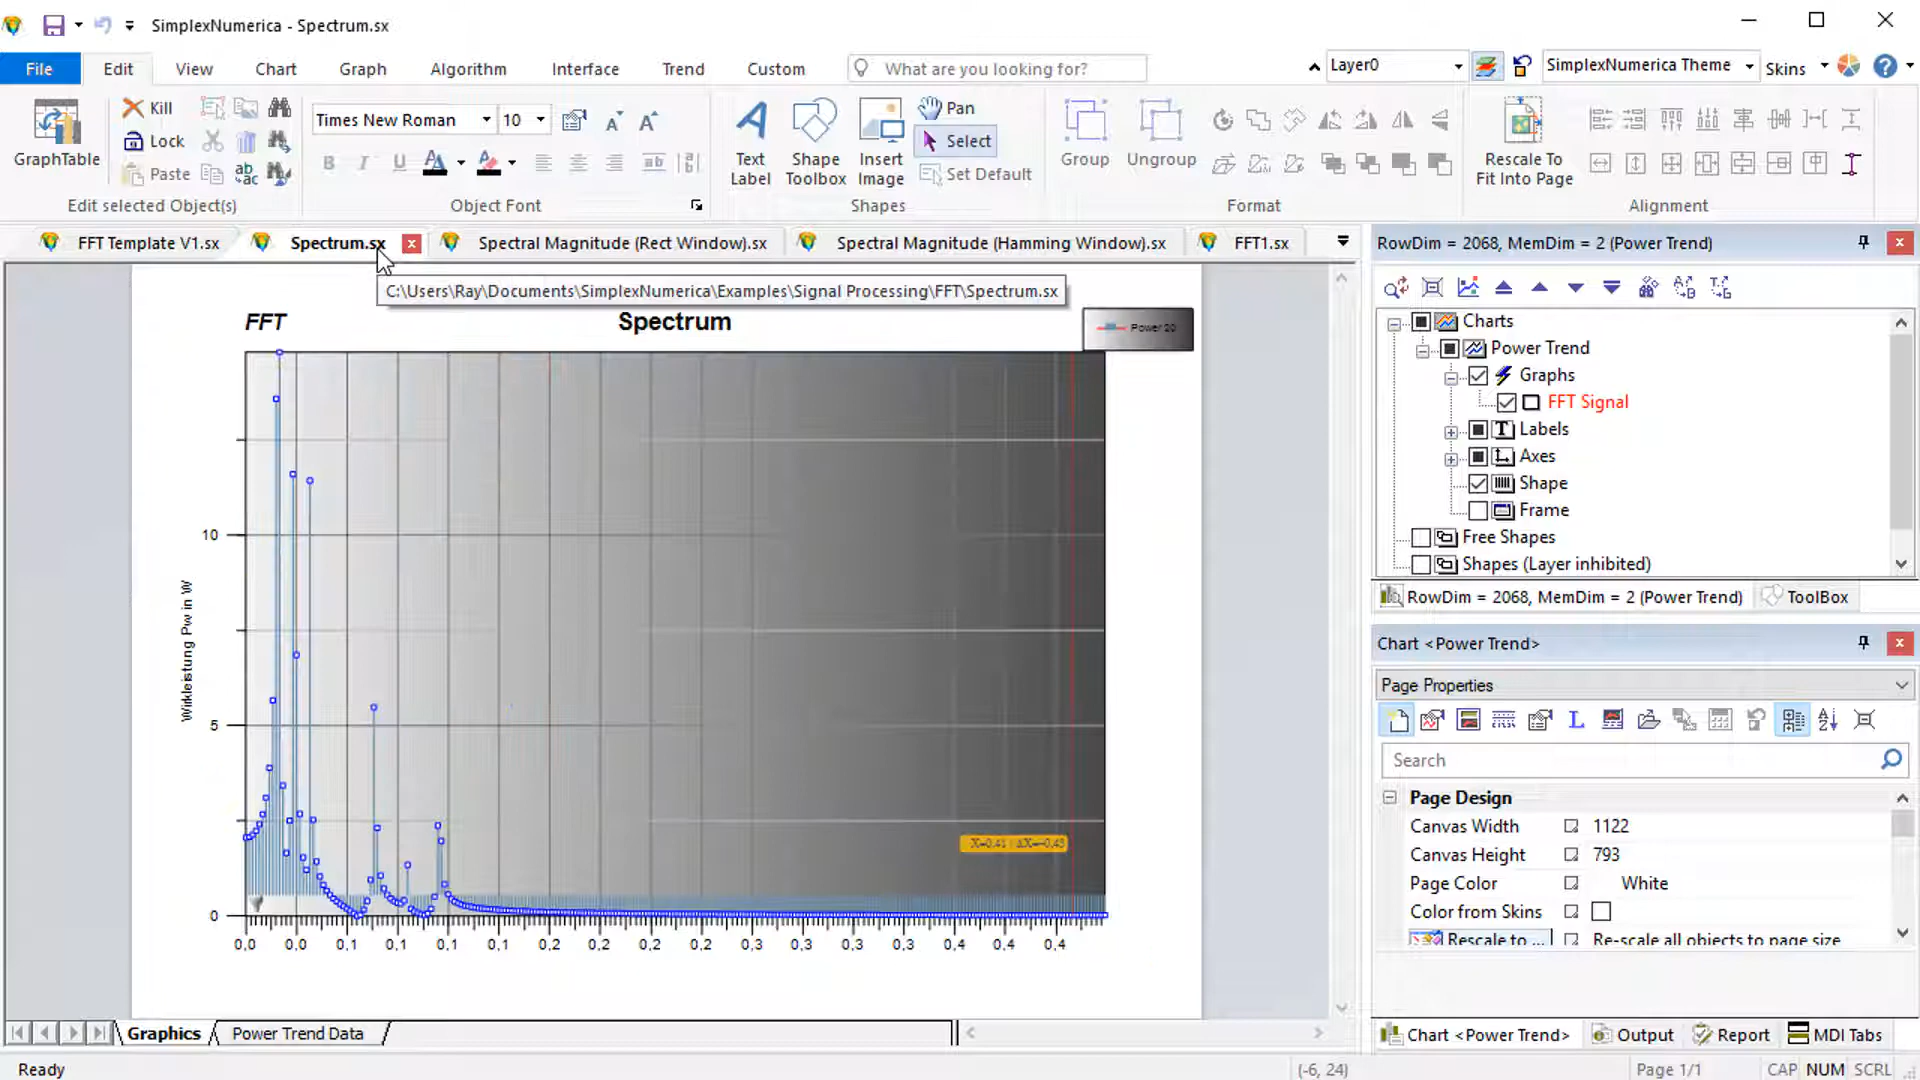 SimplexNumerica - Spectrum.sx
File Edit View Chart Graph Algorithm Interface Trend Custom What are you looking for? Layer0 SimplexNumerica Theme Skins
GraphTable
Kill
Lock
Paste
Edit selected Object(s)
Times New Roman 10
B I U A
Object Font
Text Label
Shape Toolbox
Insert Image
Pan
Select
Set Default
Shapes
Group
Ungroup
Format
Rescale To Fit Into Page
Alignment
FFT Template V1.sx Spectrum.sx Spectral Magnitude (Rect Window).sx Spectral Magnitude (Hamming Window).sx FFT1.sx
C:\Users\Ray\Documents\SimplexNumerica\Examples\Signal Processing\FFT\Spectrum.sx
FFT
Spectrum
Power 20
Wirkleistung Pw in W
10
5
0
X=0,41 | ΔX=-0,43
0,0 0,0 0,1 0,1 0,1 0,1 0,2 0,2 0,2 0,2 0,3 0,3 0,3 0,3 0,4 0,4 0,4
Graphics Power Trend Data
Ready
(-6, 24)
Page 1/1
CAP NUM SCRL
RowDim = 2068, MemDim = 2 (Power Trend)
Charts
Power Trend
Graphs
FFT Signal
Labels
Axes
Shape
Frame
Free Shapes
Shapes (Layer inhibited)
RowDim = 2068, MemDim = 2 (Power Trend) ToolBox
Chart <Power Trend>
Page Properties
Search
Page Design
Canvas Width 1122
Canvas Height 793
Page Color White
Color from Skins
Rescale to ... Re-scale all objects to page size
Chart <Power Trend> Output Report MDI Tabs